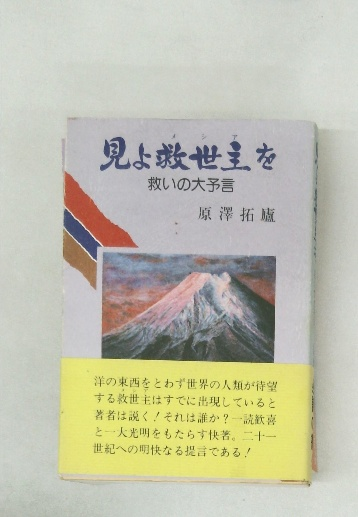 メシア
見よ救世主を
救いの大予言
原澤拓廬
洋の東西をとわず世界の人類が待望
する救世主はすでに出現していると
著者は説く！それは誰か？一読歓喜
と一大光明をもたらす快著。二十一
世紀への明快なる提言である！